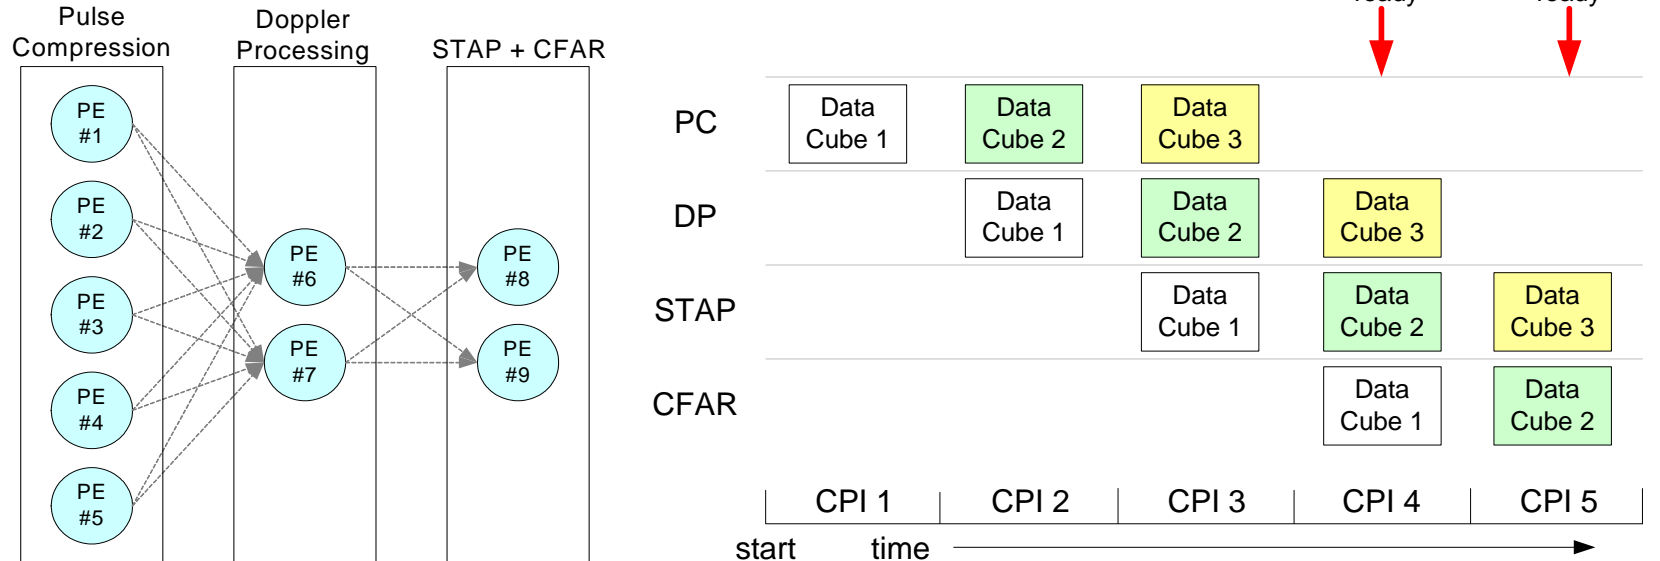 Pulse
Compression
Doppler
Processing
STAP + CFAR
PE
#1
PE
#2
PE
#3
PE
#4
PE
#5
PE
#6
PE
#7
PE
#8
PE
#9
ready
ready
PC
Data
Cube 1
Data
Cube 2
Data
Cube 3
DP
Data
Cube 1
Data
Cube 2
Data
Cube 3
STAP
Data
Cube 1
Data
Cube 2
Data
Cube 3
CFAR
Data
Cube 1
Data
Cube 2
CPI 1
CPI 2
CPI 3
CPI 4
CPI 5
start
time